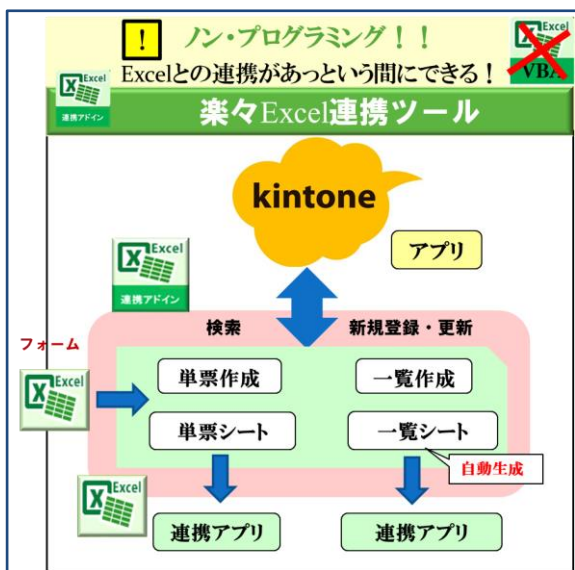 !
ノン・プログラミング！！
Excelとの連携があっという間にできる！
Excel
VBA
Excel
連携アドイン
楽々Excel連携ツール
kintone
アプリ
Excel
連携アドイン
検索
新規登録・更新
フォーム
Excel
単票作成
一覧作成
単票シート
一覧シート
自動生成
Excel
連携アプリ
連携アプリ